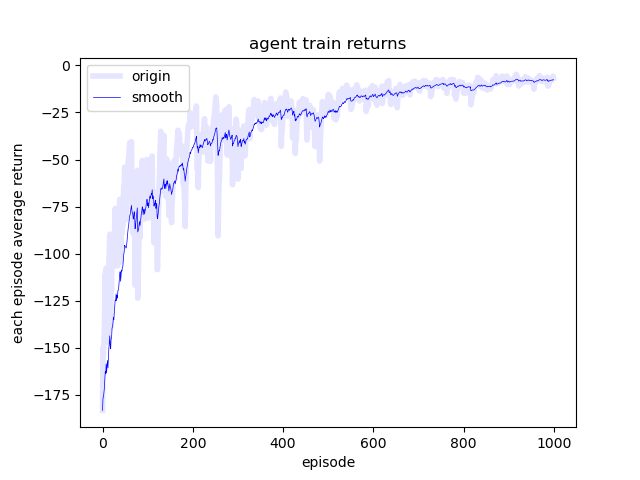 agent train returns
origin
smooth
0
−25
−50
−75
−100
−125
−150
−175
each episode average return
0 200 400 600 800 1000
episode